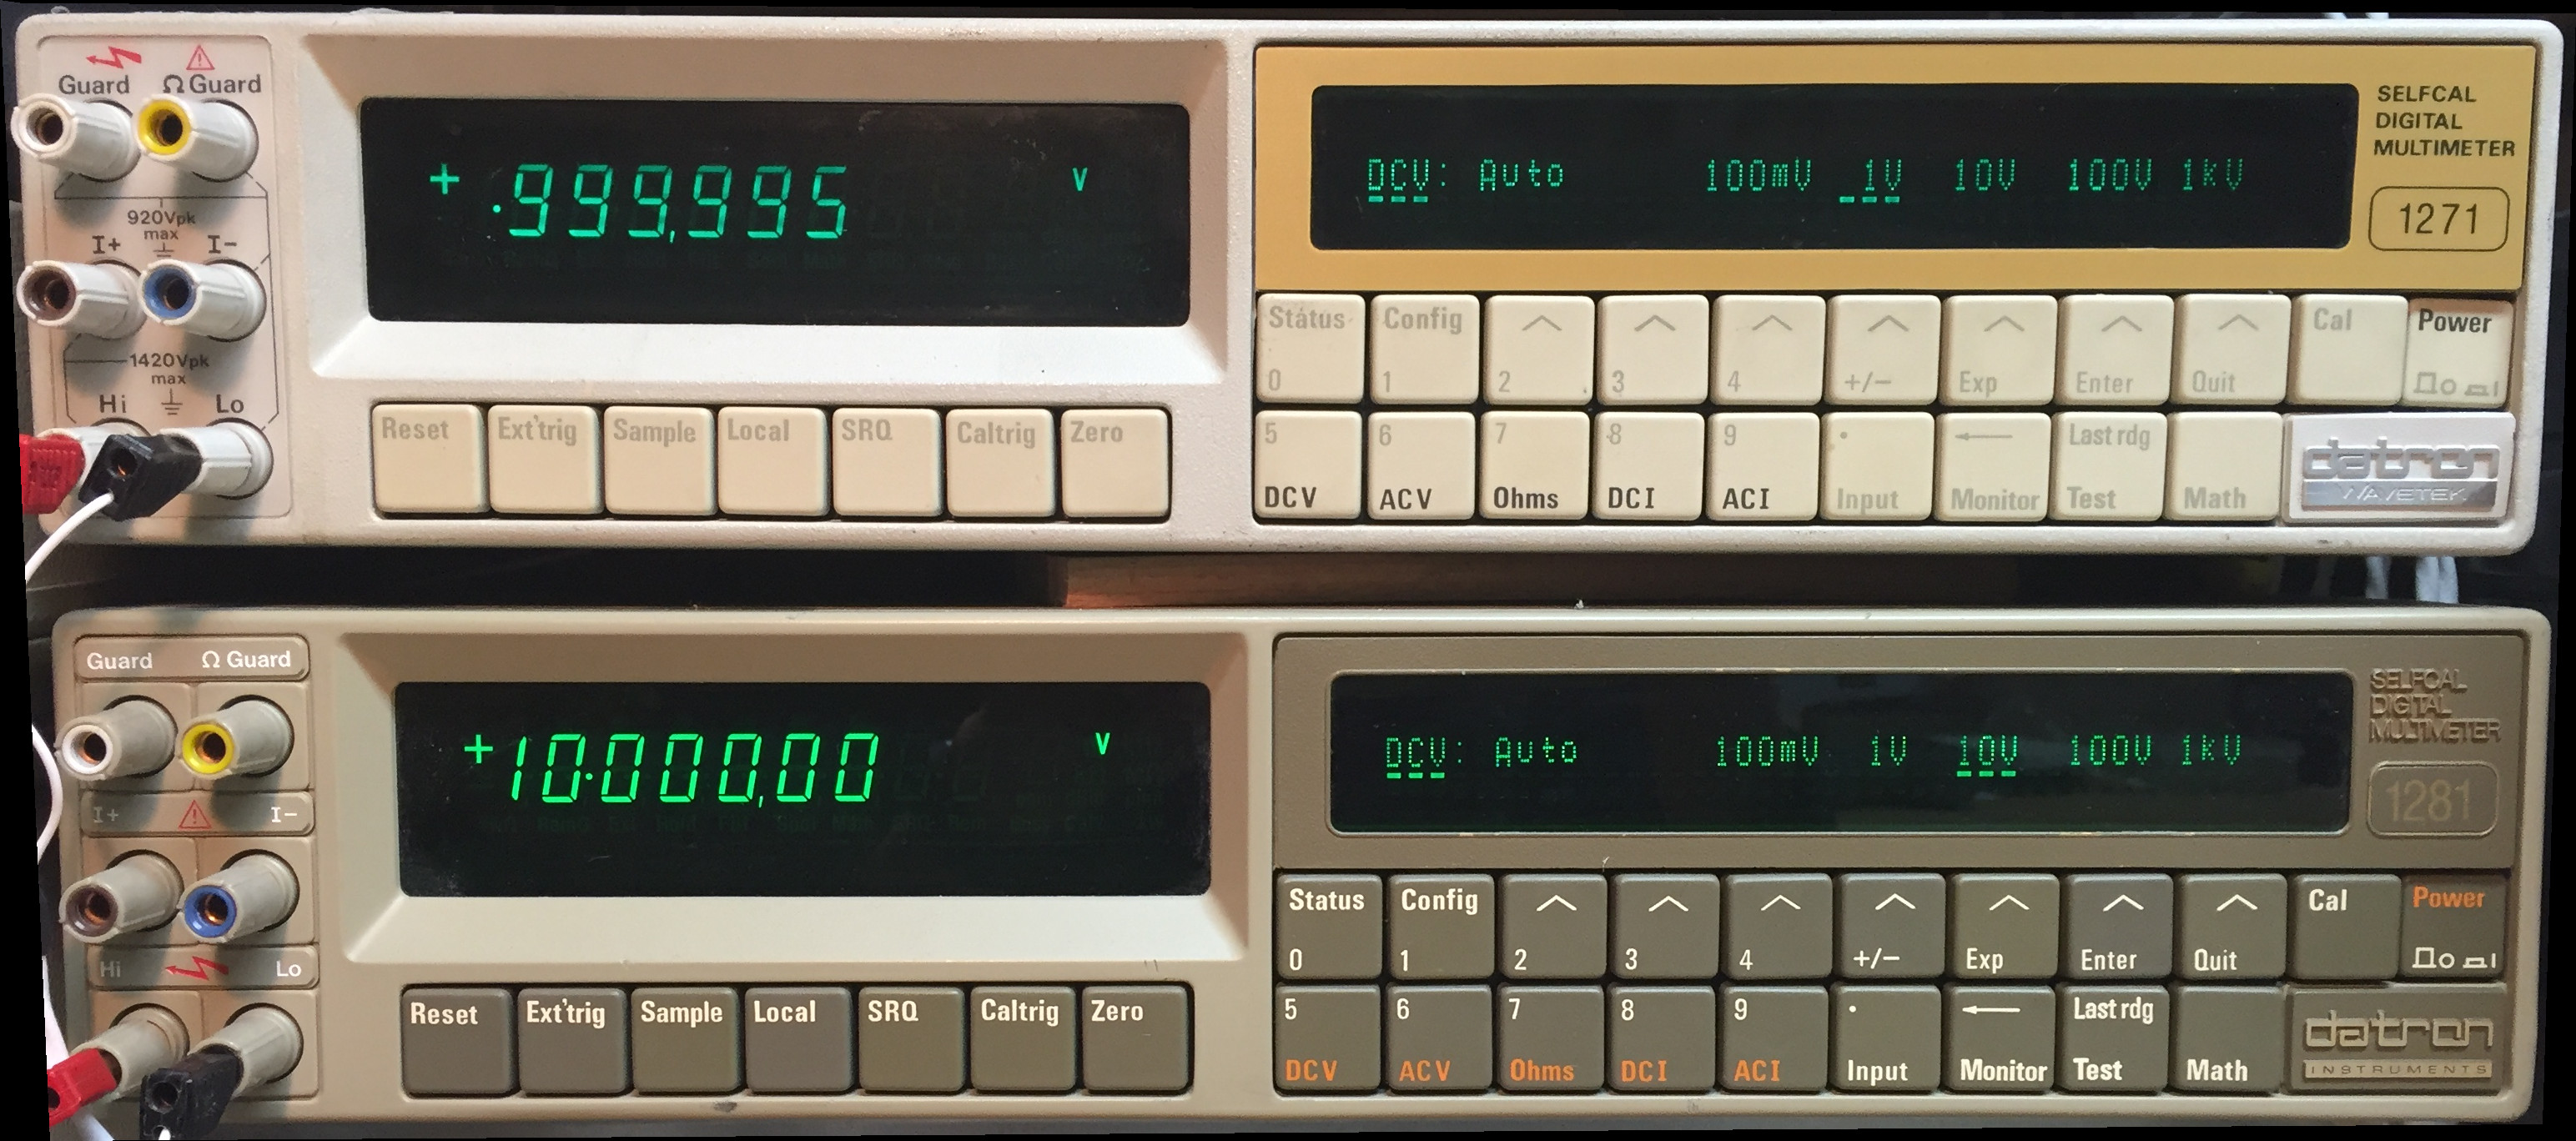 Guard Ω Guard
920Vpk
max
I+ I-
1420Vpk
max
Hi Lo
+ .999,995 V
Reset Ext'trig Sample Local SRQ Caltrig Zero
DCV: Auto 100mV 1V 10V 100V 1kV
SELFCAL
DIGITAL
MULTIMETER
1271
Status Config Cal Power
0 1 2 3 4 +/- Exp Enter Quit
5 6 7 8 9 . Last rdg
DCV ACV Ohms DCI ACI Input Monitor Test Math
datron
WAVETEK
Guard Ω Guard
I+ I-
Hi Lo
+10.000,00 V
Reset Ext'trig Sample Local SRQ Caltrig Zero
DCV: Auto 100mV 1V 10V 100V 1kV
SELFCAL
DIGITAL
MULTIMETER
1281
Status Config Cal Power
0 1 2 3 4 +/- Exp Enter Quit
5 6 7 8 9 . Last rdg
DCV ACV Ohms DCI ACI Input Monitor Test Math
datron
INSTRUMENTS